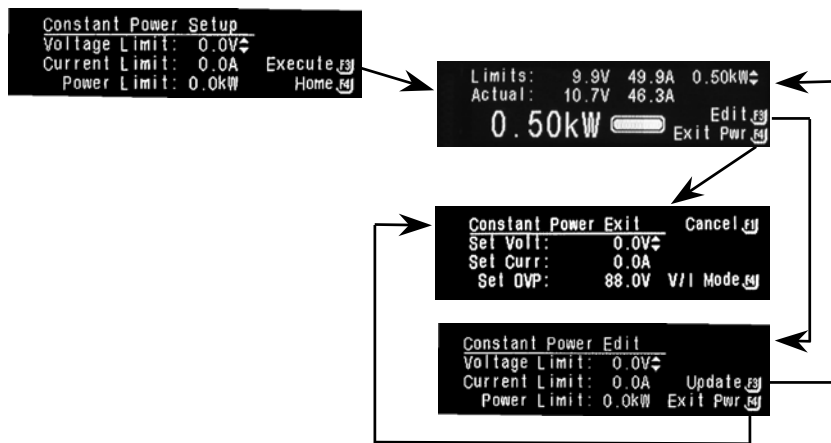 Constant Power Setup
Voltage Limit: 0.0V
Current Limit: 0.0A Execute F3
Power Limit: 0.0kW Home F4
Limits: 9.9V 49.9A 0.50kW
Actual: 10.7V 46.3A
0.50kW Edit F3
Exit Pwr F4
Constant Power Exit Cancel F1
Set Volt: 0.0V
Set Curr: 0.0A
Set OVP: 88.0V V/I Mode F4
Constant Power Edit
Voltage Limit: 0.0V
Current Limit: 0.0A Update F3
Power Limit: 0.0kW Exit Pwr F4